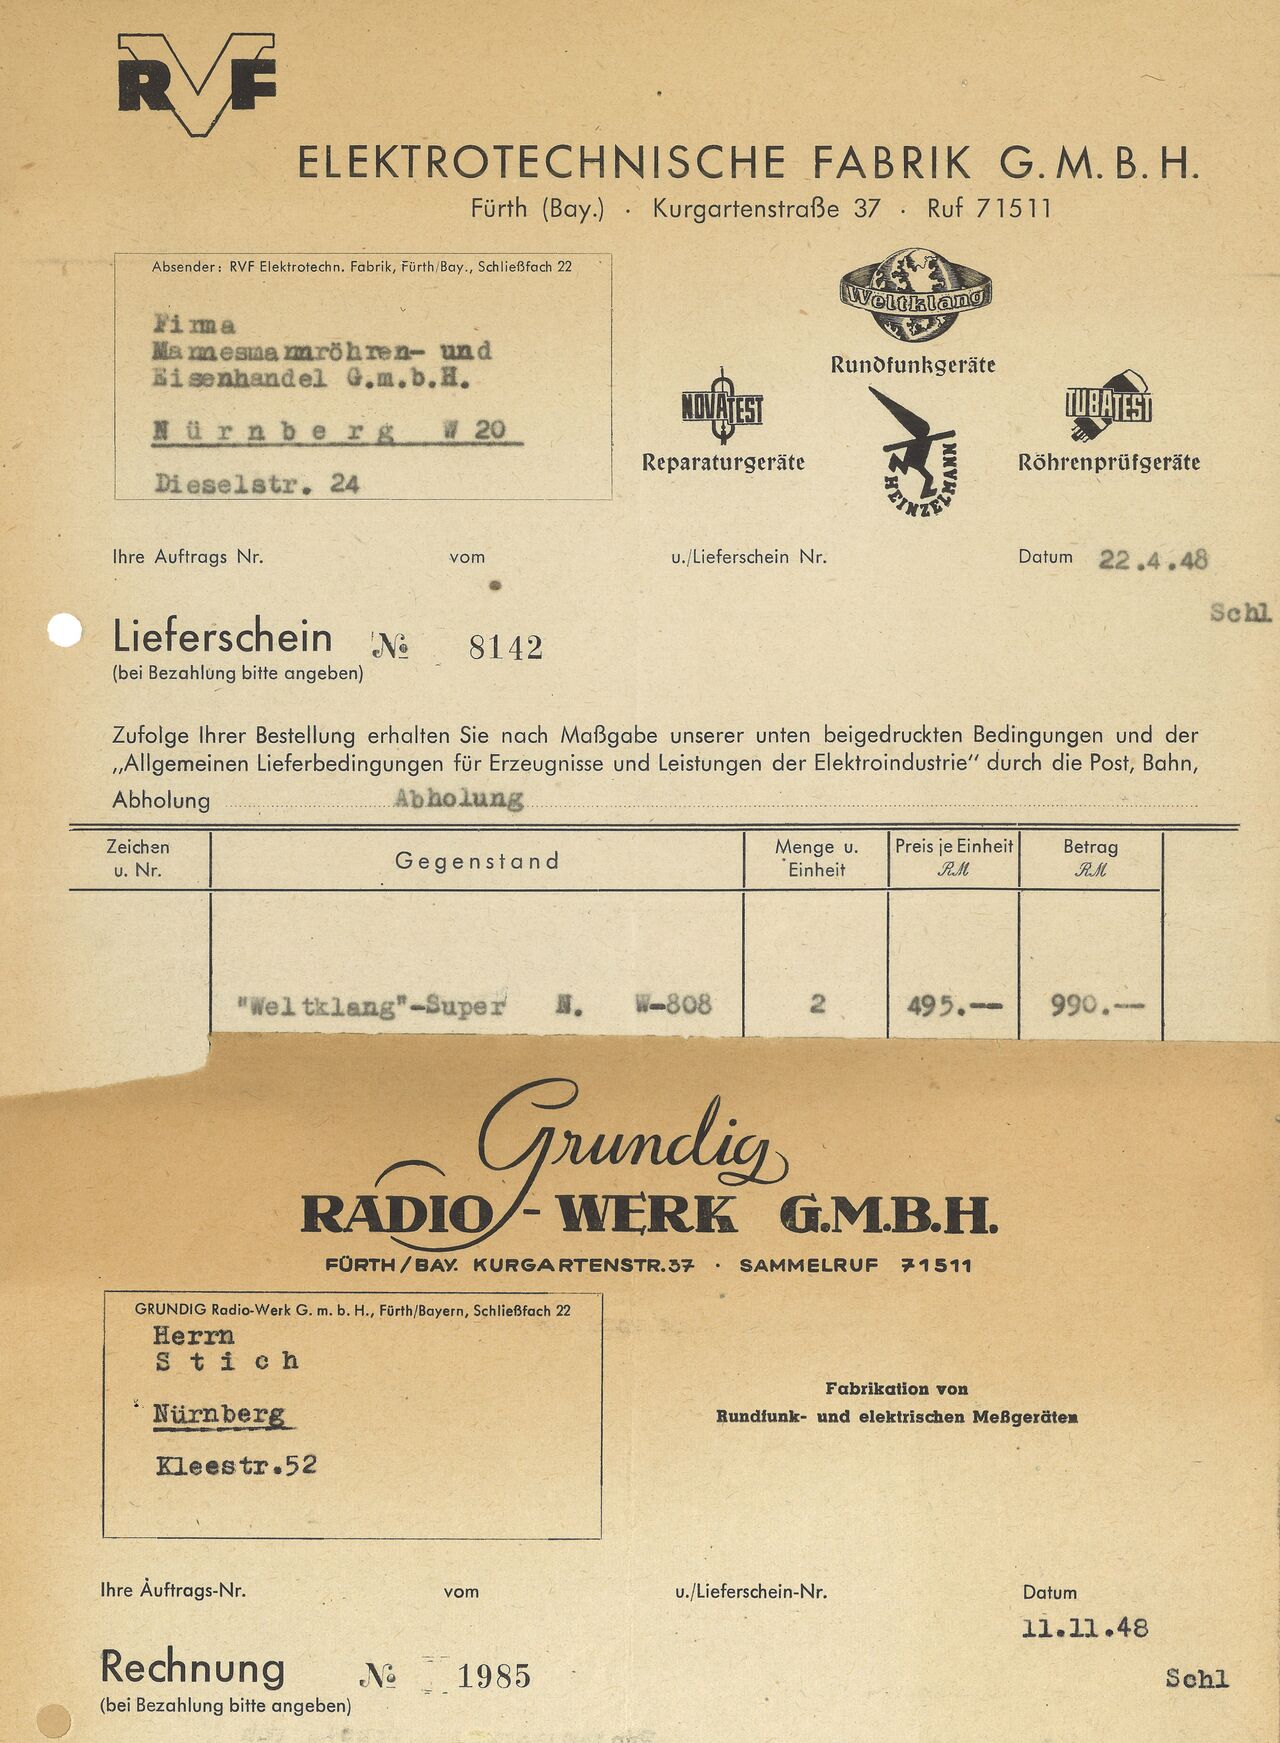 RVF
ELEKTROTECHNISCHE FABRIK G.M.B.H.
Fürth (Bay.) · Kurgartenstraße 37 · Ruf 71511
Absender: RVF Elektrotechn. Fabrik, Fürth/Bay., Schließfach 22
Firma
Mannesmannröhren- und
Eisenhandel G.m.b.H.
Nürnberg W 20
Dieselstr. 24
Weltklang
Rundfunkgeräte
NOVATEST
Reparaturgeräte
HEINZELMANN
TUBATEST
Röhrenprüfgeräte
Ihre Auftrags Nr. vom u./Lieferschein Nr. Datum 22.4.48
Schl
Lieferschein № 8142
(bei Bezahlung bitte angeben)
Zufolge Ihrer Bestellung erhalten Sie nach Maßgabe unserer unten beigedruckten Bedingungen und der
„Allgemeinen Lieferbedingungen für Erzeugnisse und Leistungen der Elektroindustrie“ durch die Post, Bahn,
Abholung Abholung
Zeichen u. Nr. Gegenstand Menge u. Einheit Preis je Einheit RM Betrag RM
"Weltklang"-Super N. W-808 2 495.-- 990.--
Grundig
RADIO-WERK G.M.B.H.
FÜRTH/BAY. KURGARTENSTR.37 · SAMMELRUF 71511
GRUNDIG Radio-Werk G. m. b. H., Fürth/Bayern, Schließfach 22
Herrn
Stich
Nürnberg
Kleestr.52
Fabrikation von
Rundfunk- und elektrischen Meßgeräten
Ihre Auftrags-Nr. vom u./Lieferschein-Nr. Datum
11.11.48
Rechnung № 1985
Schl
(bei Bezahlung bitte angeben)